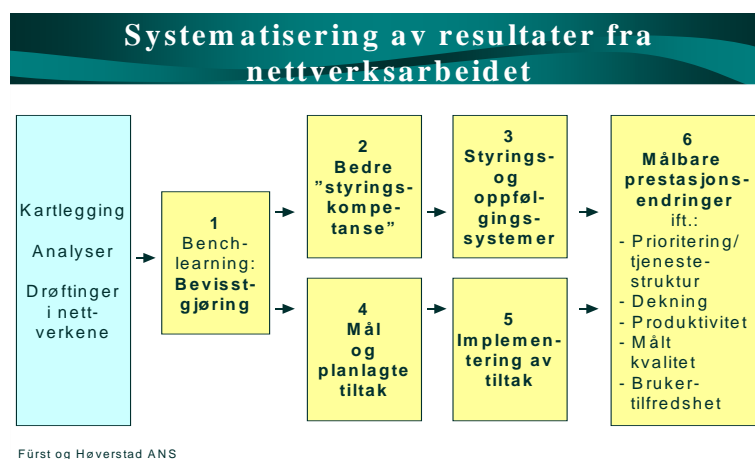 Systematisering av resultater fra
nettverksarbeidet
Kartlegging
Analyser
Drøftinger
i nett-
verkene
1
Bench-
learning:
Bevisst-
gjøring
2
Bedre
”styrings-
kompe-
tanse”
3
Styrings-
og
oppføl-
gings-
systemer
4
Mål
og
planlagte
tiltak
5
Implemen-
tering av
tiltak
6
Målbare
prestasjons-
endringer
ift.:
- Prioritering/
tjeneste-
struktur
- Dekning
- Produktivitet
- Målt
kvalitet
- Bruker-
tilfredshet
Fürst og Høverstad ANS